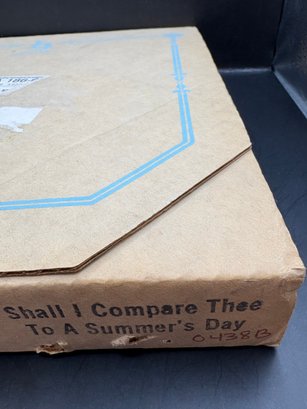 Shall I Compare Thee
To A Summer's Day
0438B